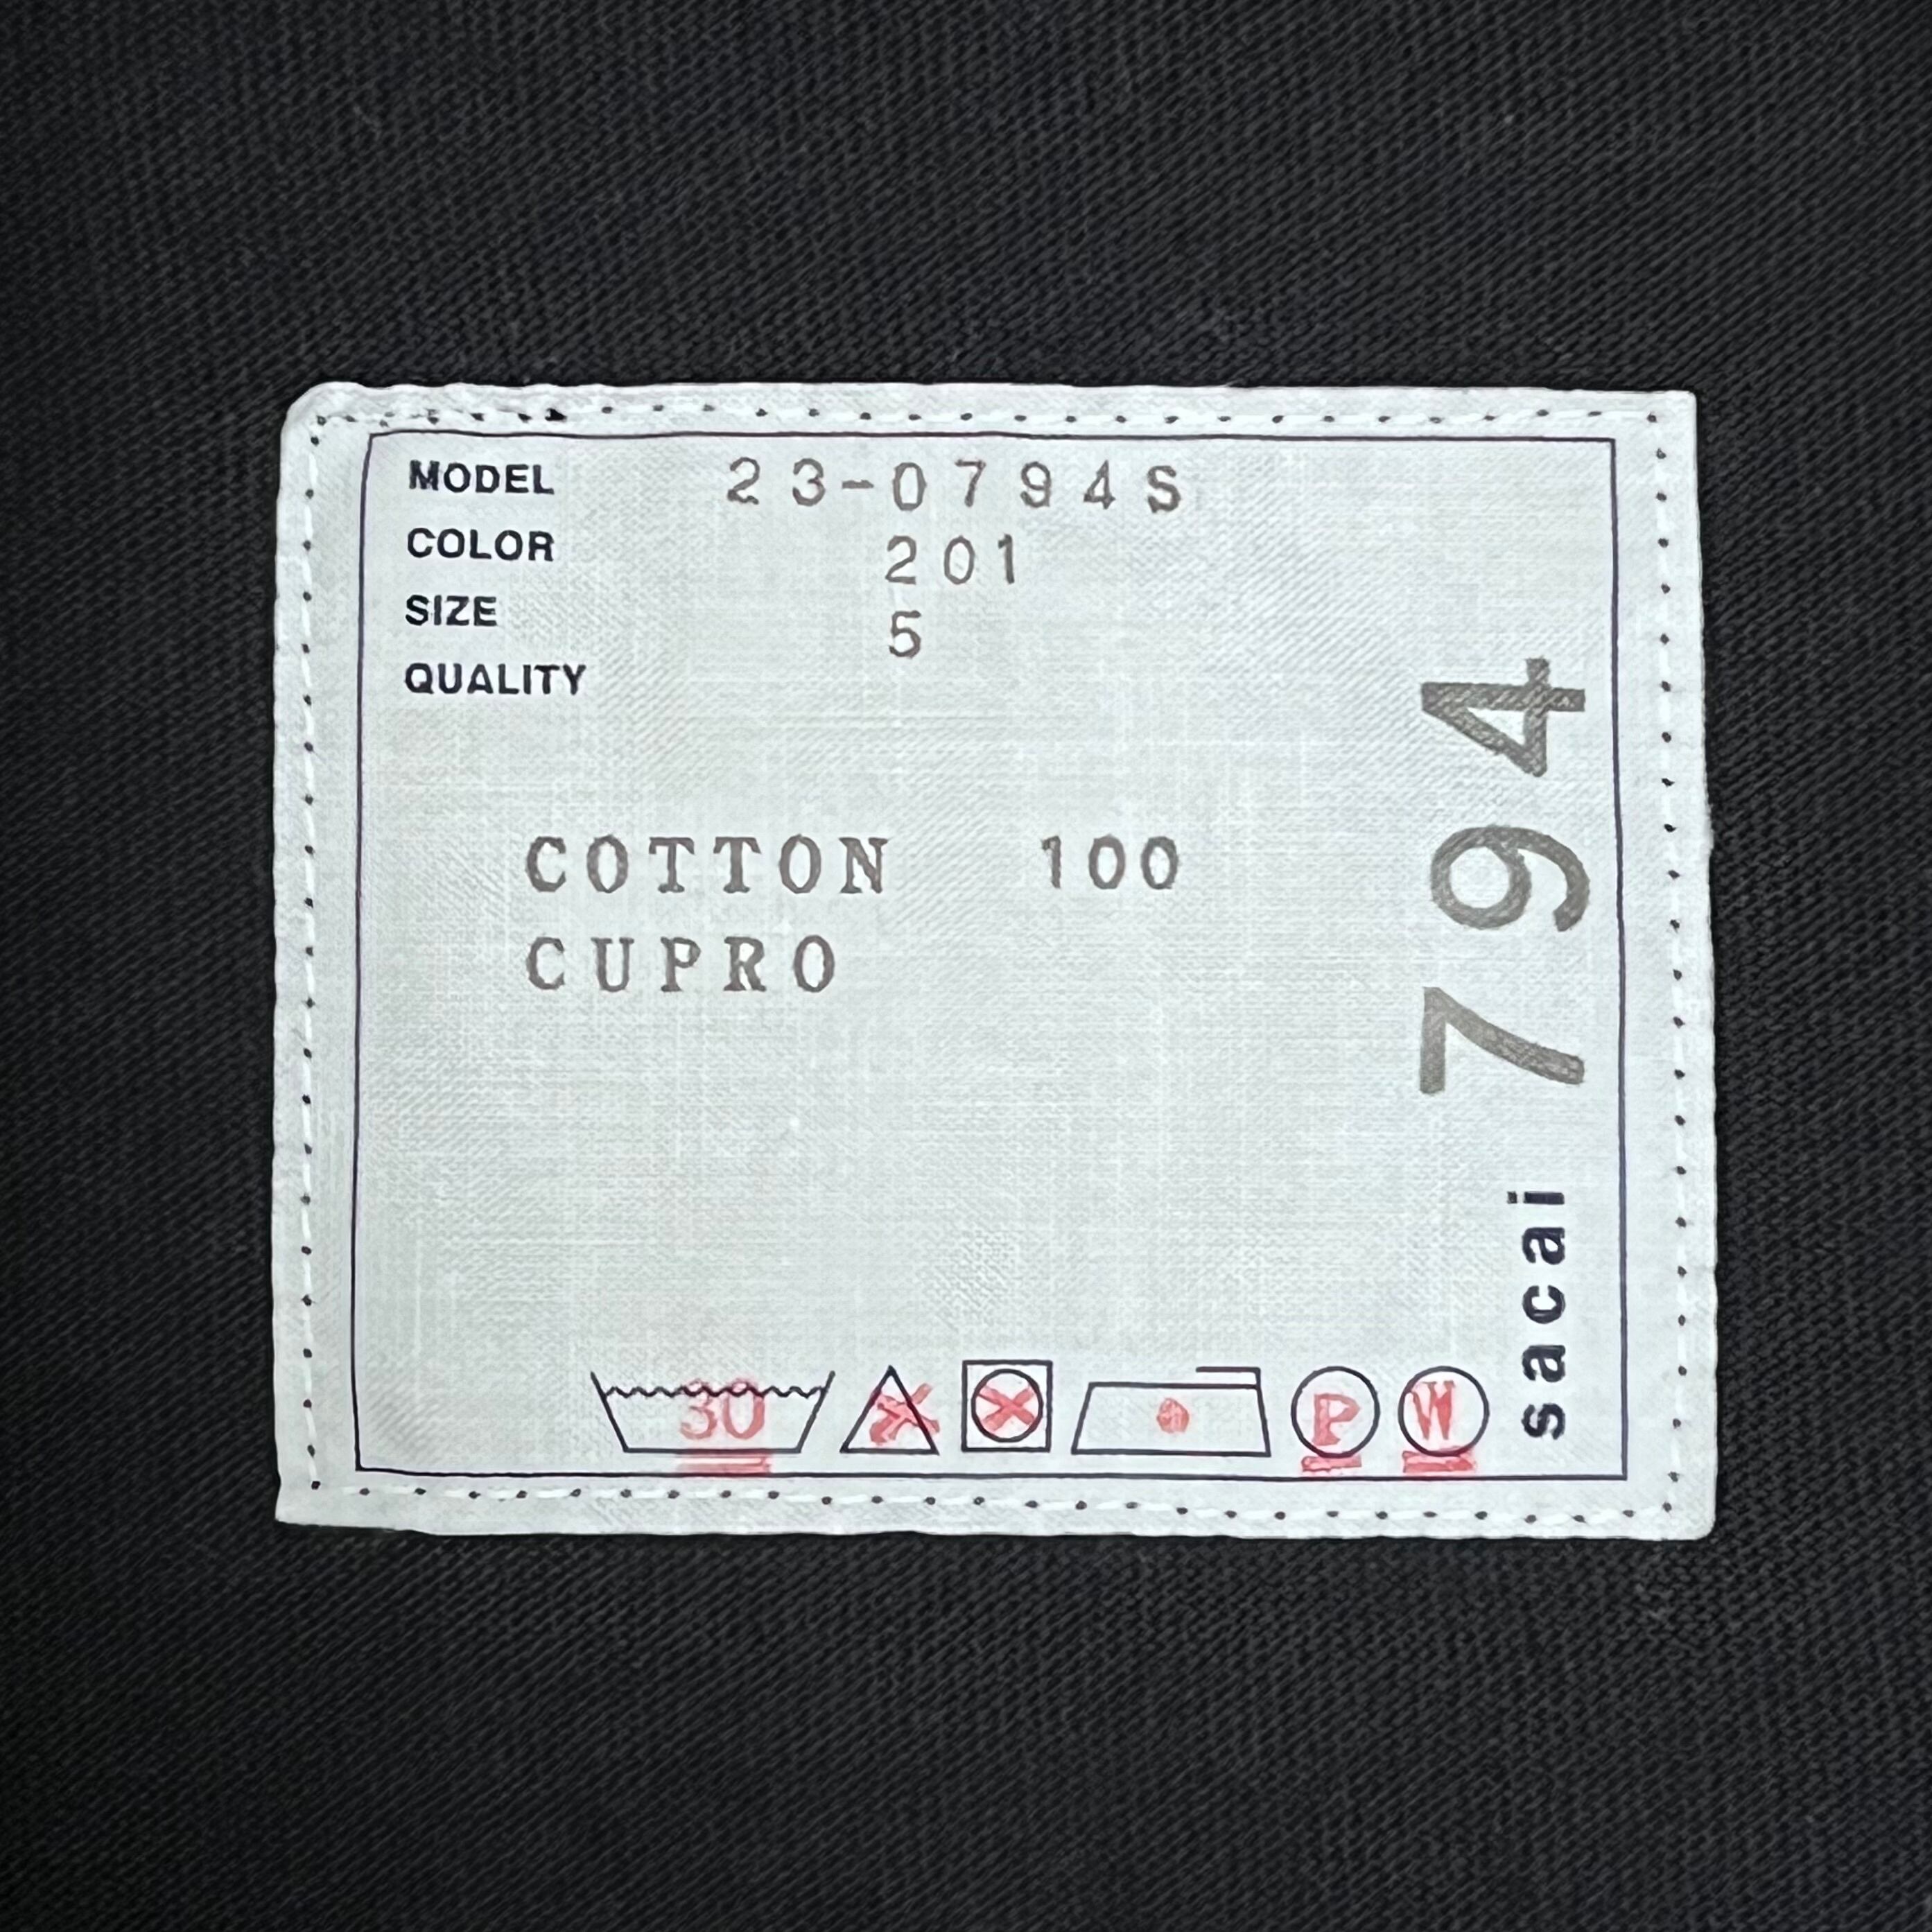 MODEL 23-0794S
COLOR 201
SIZE 5
QUALITY
COTTON 100
CUPRO
794
sacai
30
P
W